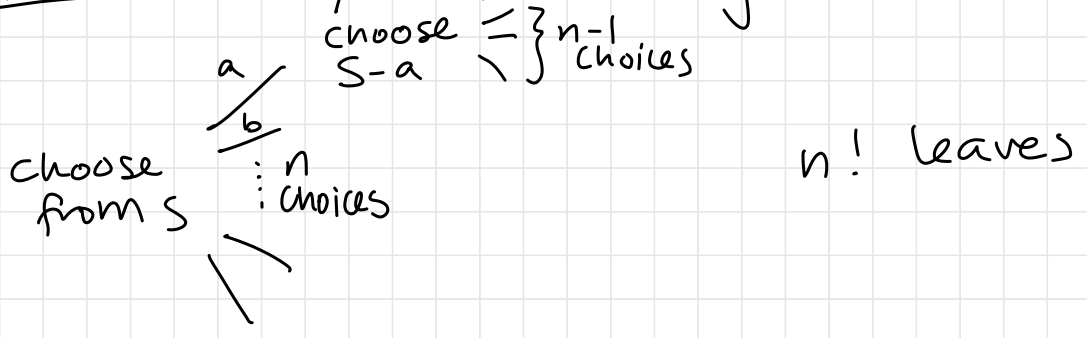 choose } n-1
S-a choices
a
b
choose n
from S choices
n! leaves